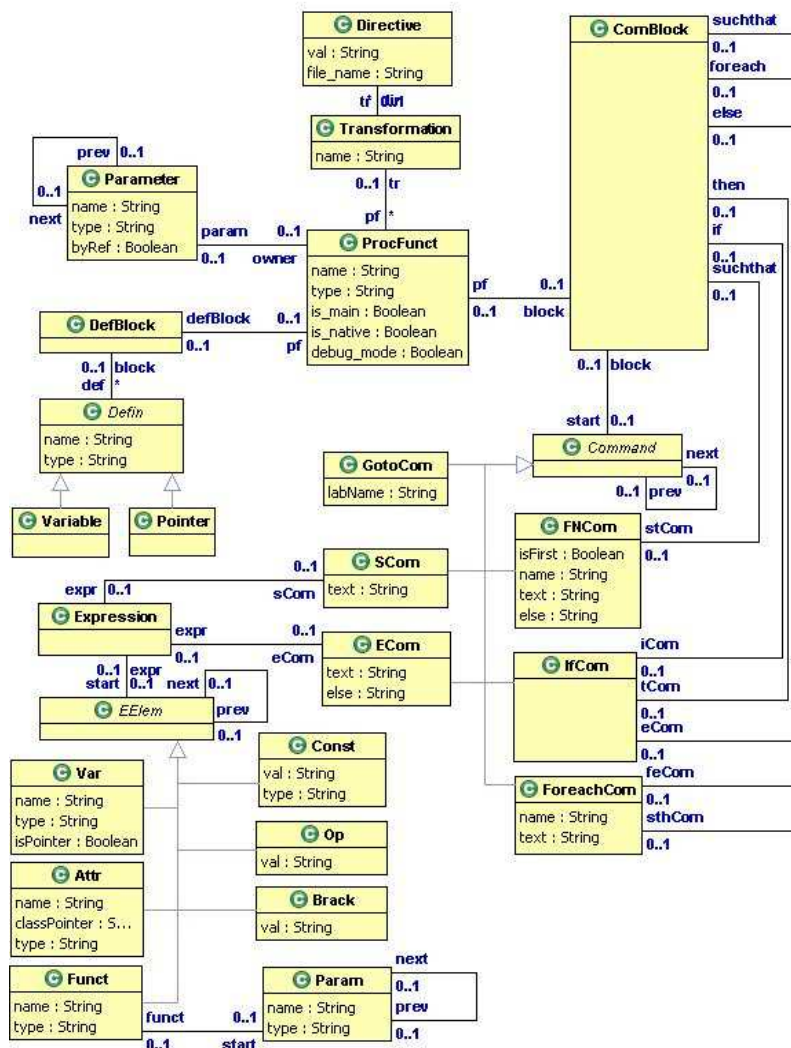 Directive
val : String
file_name : String
tr *
Transformation
name : String
0..1 tr
pf *
ComBlock
suchthat
0..1
foreach
0..1
else
0..1
then
0..1
if
0..1
suchthat
0..1
prev 0..1
0..1
next
Parameter
name : String
type : String
byRef : Boolean
param 0..1
0..1 owner
ProcFunct
name : String
type : String
is_main : Boolean
is_native : Boolean
debug_mode : Boolean
pf 0..1
0..1 block
DefBlock
defBlock 0..1
0..1 pf
0..1 block
def *
Defin
name : String
type : String
Variable
Pointer
0..1 block
start 0..1
Command
next
0..1
0..1 prev
GotoCom
labName : String
FNCom
isFirst : Boolean
name : String
text : String
else : String
stCom
0..1
SCom
text : String
0..1
sCom
expr 0..1
Expression
expr 0..1
0..1 eCom
ECom
text : String
else : String
IfCom
iCom
0..1
tCom
0..1
eCom
0..1
0..1 expr
start 0..1
next 0..1
prev
0..1
EElem
Const
val : String
type : String
Var
name : String
type : String
isPointer : Boolean
ForeachCom
name : String
text : String
feCom
0..1
sthCom
0..1
Op
val : String
Attr
name : String
classPointer : S...
type : String
Brack
val : String
Funct
name : String
type : String
funct 0..1
0..1 start
Param
name : String
type : String
next
0..1
prev
0..1